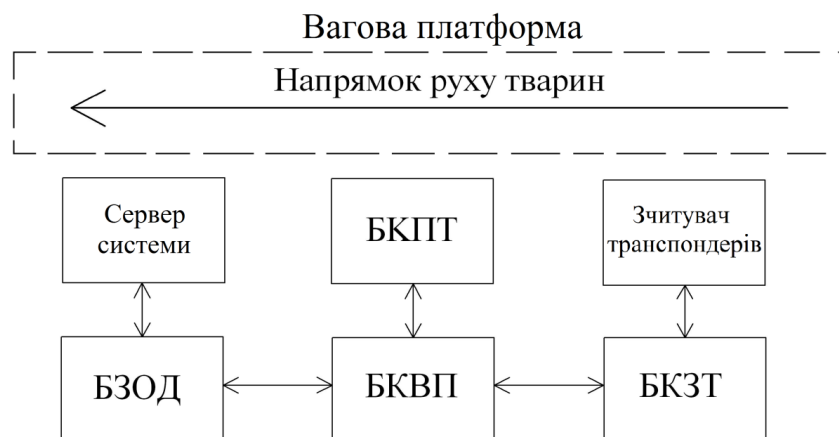 Вагова платформа
Напрямок руху тварин
Сервер
системи
БКПТ
Зчитувач
транспондерів
БЗОД
БКВП
БКЗТ